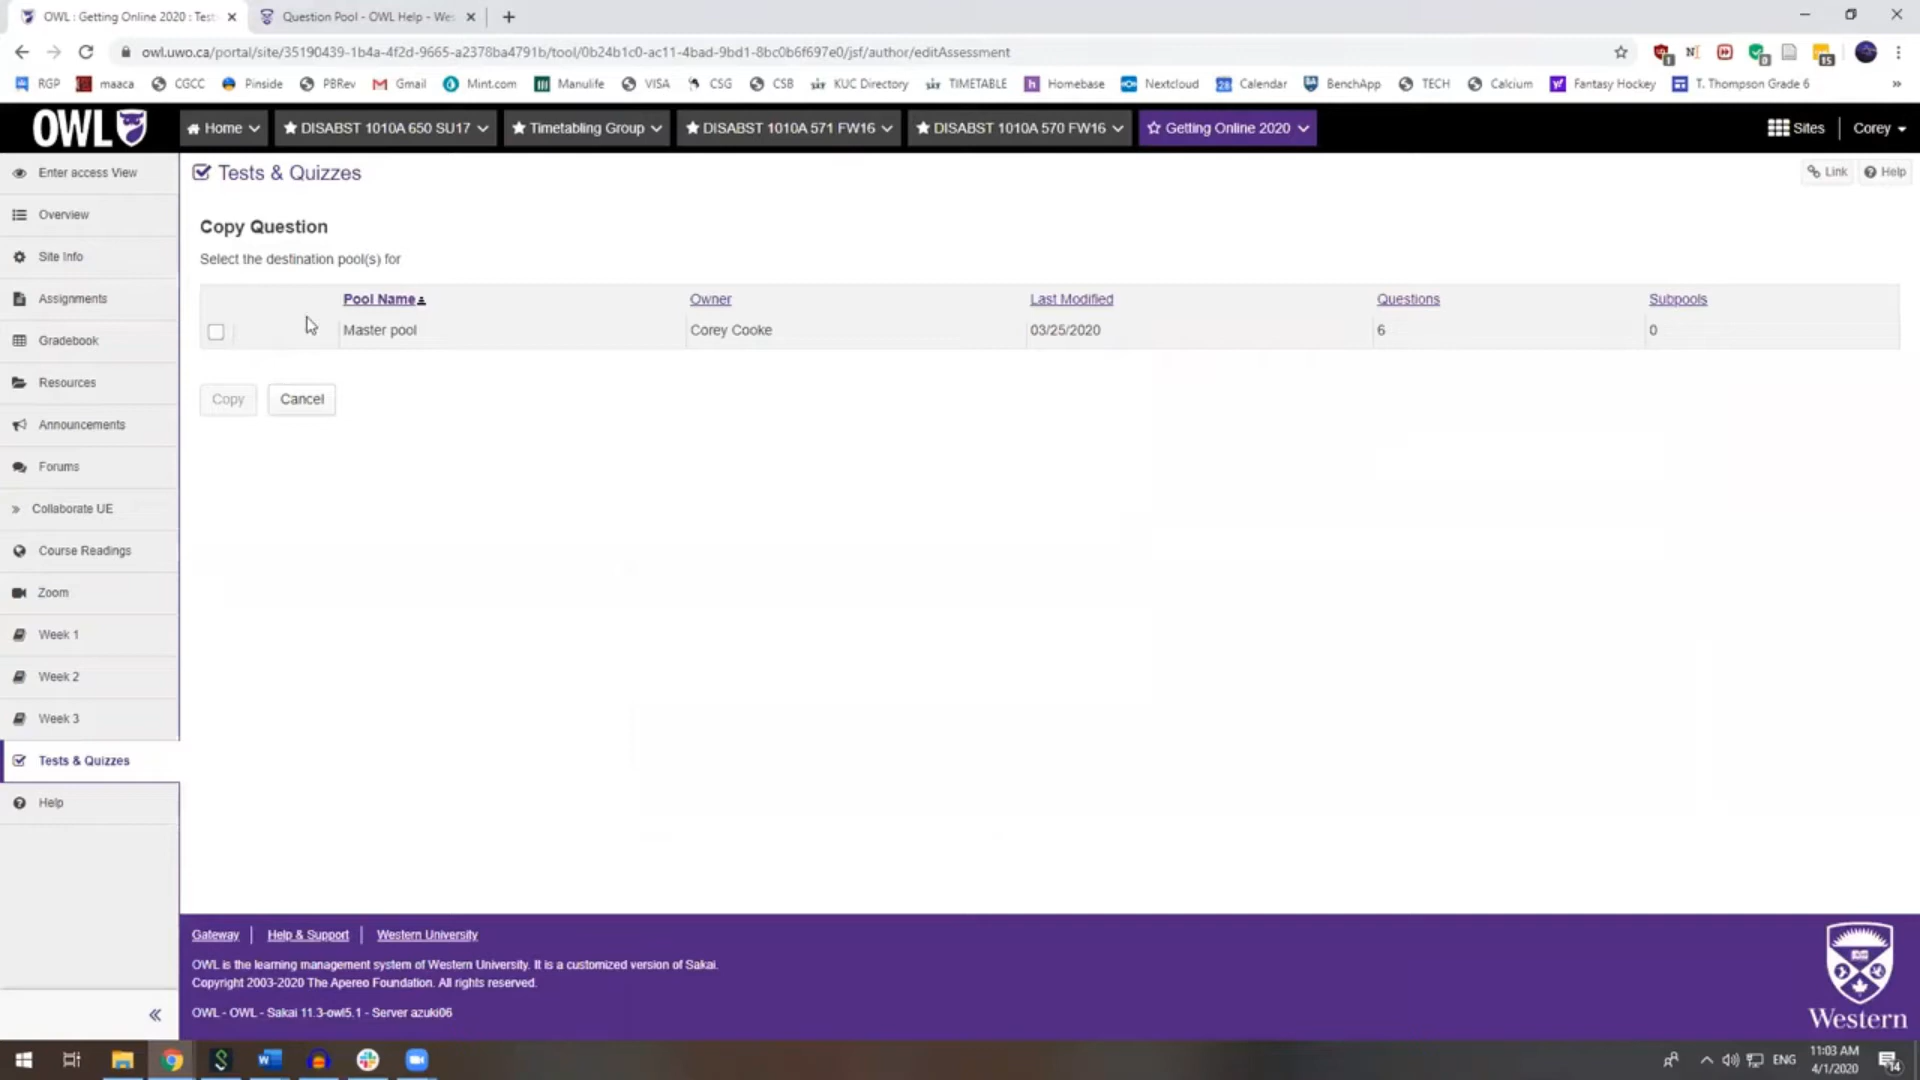 OWL : Getting Online 2020 : Test
Question Pool - OWL Help - Wes
owl.uwo.ca/portal/site/35190439-1b4a-4f2d-9665-a2378ba4791b/tool/0b24b1c0-ac11-4bad-9bd1-8bc0b6f697e0/jsf/author/editAssessment
RGP maaca CGCC Pinside PBRev Gmail Mint.com Manulife VISA CSG CSB KUC Directory TIMETABLE Homebase Nextcloud Calendar BenchApp TECH Calcium Fantasy Hockey T. Thompson Grade 6 »
OWL Home DISABST 1010A 650 SU17 Timetabling Group DISABST 1010A 571 FW16 DISABST 1010A 570 FW16 Getting Online 2020 Sites Corey
Enter access View
Overview
Site Info
Assignments
Gradebook
Resources
Announcements
Forums
Collaborate UE
Course Readings
Zoom
Week 1
Week 2
Week 3
Tests & Quizzes
Help
Tests & Quizzes
Link Help
Copy Question
Select the destination pool(s) for
Pool Name Owner Last Modified Questions Subpools
Master pool Corey Cooke 03/25/2020 6 0
Copy Cancel
Gateway | Help & Support | Western University
OWL is the learning management system of Western University. It is a customized version of Sakai.
Copyright 2003-2020 The Apereo Foundation. All rights reserved.
OWL - OWL - Sakai 11.3-owl5.1 - Server azuki06
Western
ENG
11:03 AM
4/1/2020